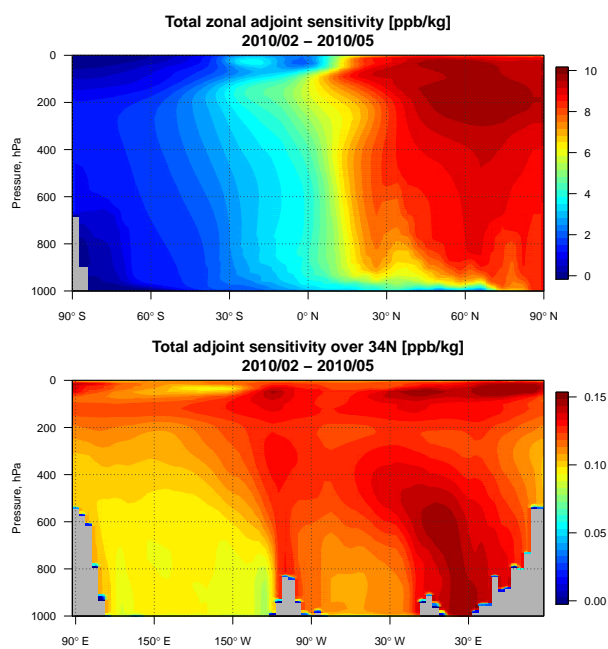 Total zonal adjoint sensitivity [ppb/kg]
2010/02 − 2010/05
Pressure, hPa
0
200
400
600
800
1000
90° S
60° S
30° S
0° N
30° N
60° N
90° N
10
8
6
4
2
0
Total adjoint sensitivity over 34N [ppb/kg]
2010/02 − 2010/05
Pressure, hPa
0
200
400
600
800
1000
90° E
150° E
150° W
90° W
30° W
30° E
0.15
0.10
0.05
0.00